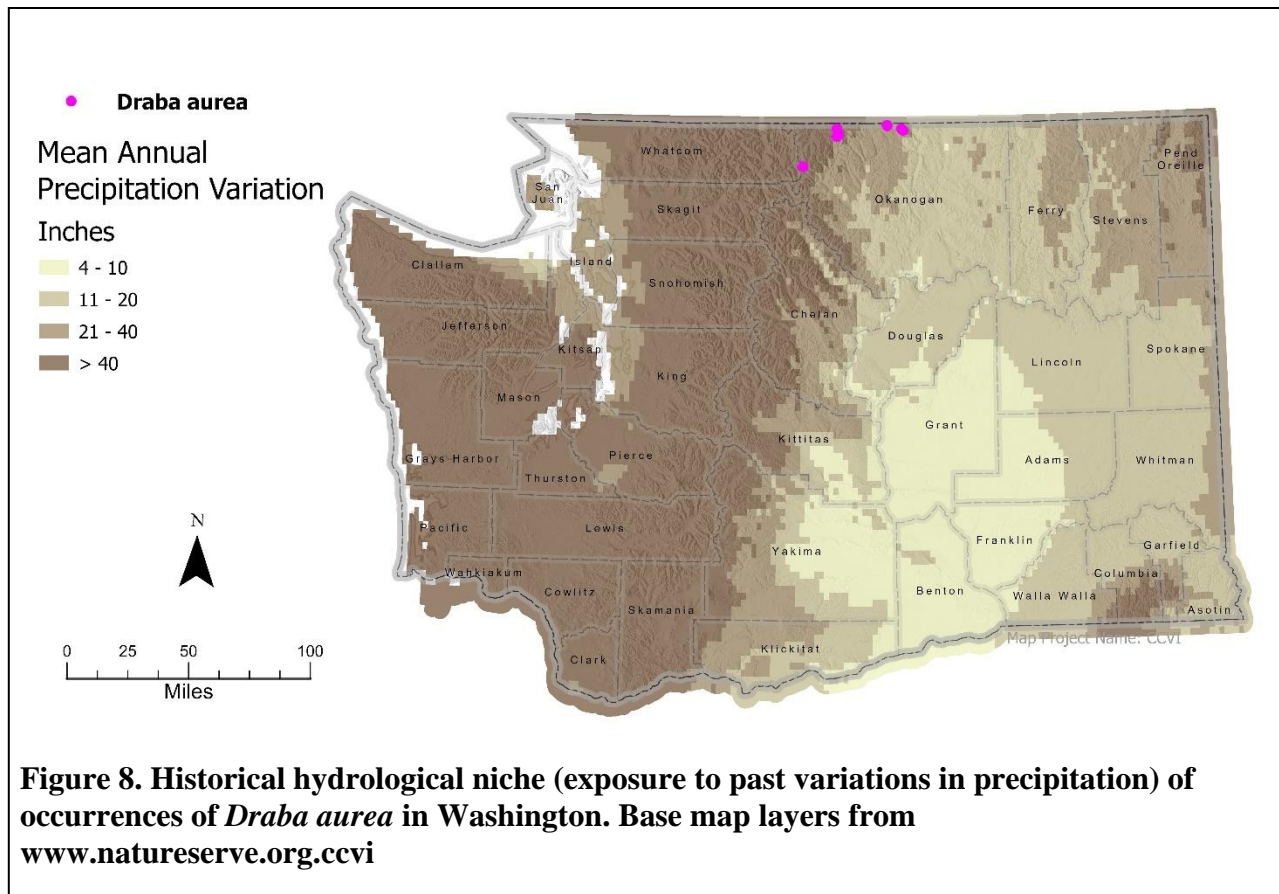 Draba aurea
Mean Annual
Precipitation Variation
Inches
4 - 10
11 - 20
21 - 40
> 40
N
0 25 50 100
Miles
Whatcom
Pend
Oreille
San
Juan
Skagit
Okanogan
Ferry
Stevens
Clallam
Island
Snohomish
Chelan
Jefferson
Kitsap
Douglas
Lincoln
Spokane
King
Mason
Grant
Kittitas
Grays Harbor
Pierce
Adams
Whitman
Thurston
Pacific
Lewis
Yakima
Franklin
Garfield
Wahkiakum
Columbia
Cowlitz
Skamania
Benton
Walla Walla
Asotin
Map Project Name: CCVI
Klickitat
Clark
Figure 8. Historical hydrological niche (exposure to past variations in precipitation) of
occurrences of Draba aurea in Washington. Base map layers from
www.natureserve.org.ccvi